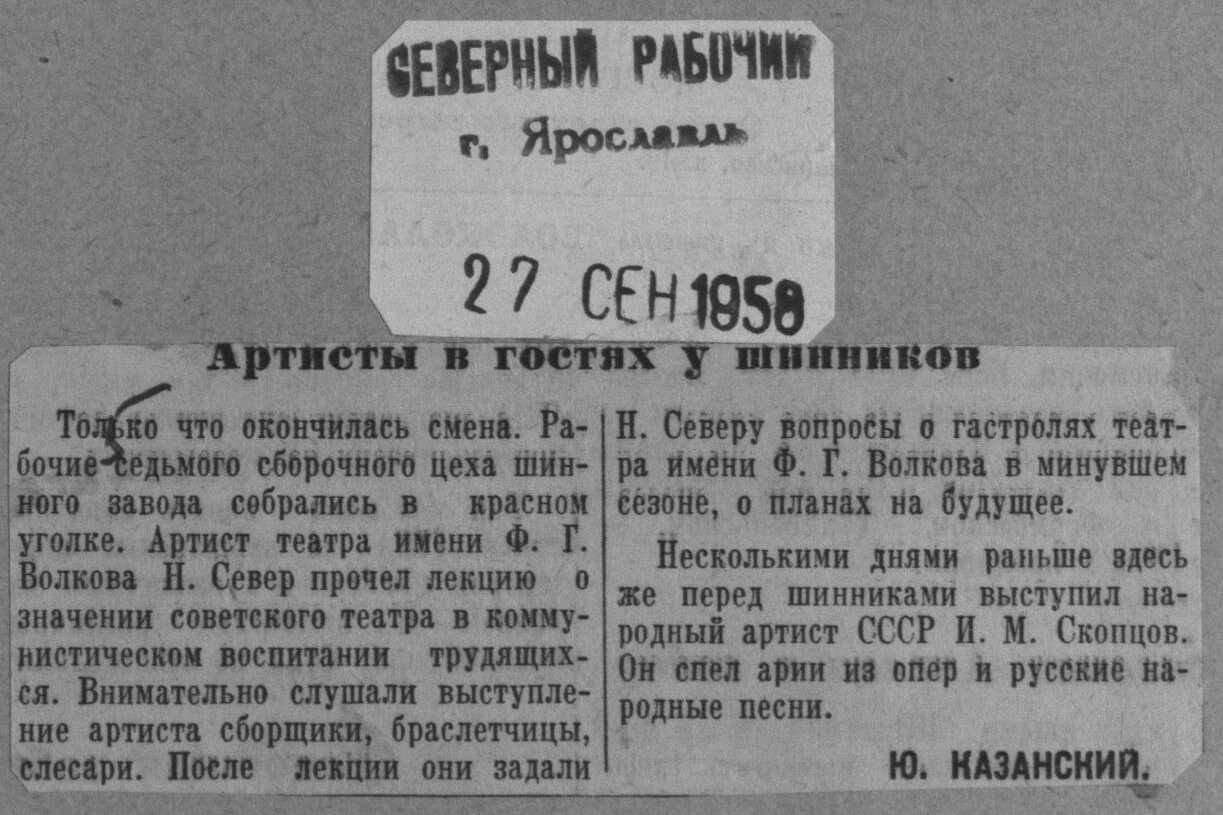 СЕВЕРНЫЙ РАБОЧИЙ
г. Ярославль
27 СЕН 1958
Артисты в гостях у шинников
Только что окончилась смена. Ра-
бочие седьмого сборочного цеха шин-
ного завода собрались в красном
уголке. Артист театра имени Ф. Г.
Волкова Н. Север прочел лекцию о
значении советского театра в комму-
нистическом воспитании трудящих-
ся. Внимательно слушали выступле-
ние артиста сборщики, браслетчицы,
слесари. После лекции они задали
Н. Северу вопросы о гастролях теат-
ра имени Ф. Г. Волкова в минувшем
сезоне, о планах на будущее.
Несколькими днями раньше здесь
же перед шинниками выступил на-
родный артист СССР И. М. Скопцов.
Он спел арии из опер и русские на-
родные песни.
Ю. КАЗАНСКИЙ.